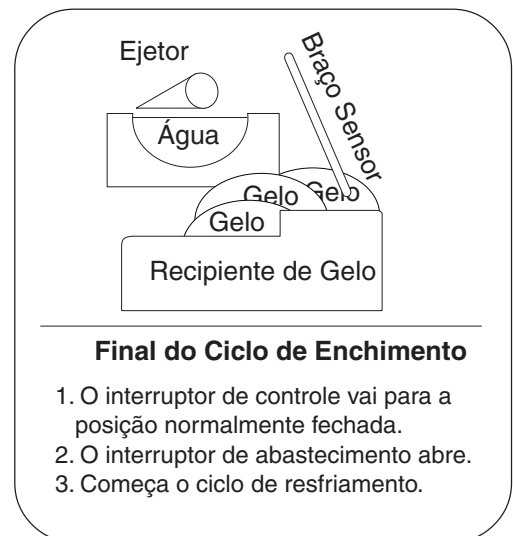 Ejetor
Braço Sensor
Água
Gelo
Gelo
Gelo
Recipiente de Gelo
Final do Ciclo de Enchimento
1. O interruptor de controle vai para a
posição normalmente fechada.
2. O interruptor de abastecimento abre.
3. Começa o ciclo de resfriamento.